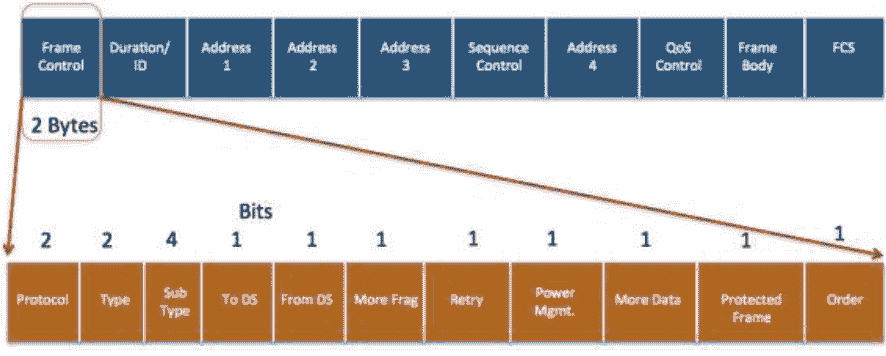 Frame Control
Duration/ ID
Address 1
Address 2
Address 3
Sequence Control
Address 4
QoS Control
Frame Body
FCS
2 Bytes
Bits
2 2 4 1 1 1 1 1 1 1 1
Protocol
Type
Sub Type
To DS
From DS
More Frag
Retry
Power Mgmt.
More Data
Protected Frame
Order